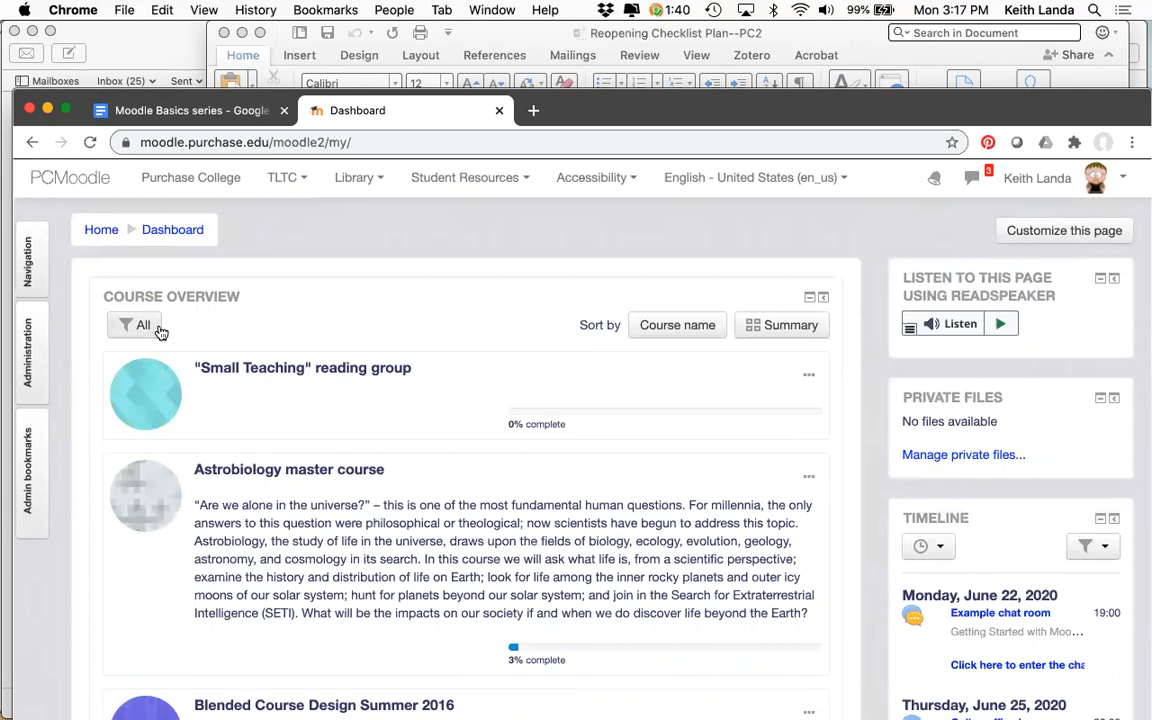 Chrome File Edit View History Bookmarks People Tab Window Help 1:40 99% Mon 3:17 PM Keith Landa
Reopening Checklist Plan--PC2 Search in Document
Home Insert Design Layout References Mailings Review View Zotero Acrobat Share
Mailboxes Inbox (25) Sent Calibri 12
Moodle Basics series - Google Dashboard
moodle.purchase.edu/moodle2/my/
PCMoodle Purchase College TLTC Library Student Resources Accessibility English - United States (en_us) 3 Keith Landa
Home Dashboard Customize this page
Navigation
Administration
Admin bookmarks
COURSE OVERVIEW
All Sort by Course name Summary
"Small Teaching" reading group
0% complete
Astrobiology master course
“Are we alone in the universe?” – this is one of the most fundamental human questions. For millennia, the only
answers to this question were philosophical or theological; now scientists have begun to address this topic.
Astrobiology, the study of life in the universe, draws upon the fields of biology, ecology, evolution, geology,
astronomy, and cosmology in its search. In this course we will ask what life is, from a scientific perspective;
examine the history and distribution of life on Earth; look for life among the inner rocky planets and outer icy
moons of our solar system; hunt for planets beyond our solar system; and join in the Search for Extraterrestrial
Intelligence (SETI). What will be the impacts on our society if and when we do discover life beyond the Earth?
3% complete
Blended Course Design Summer 2016
LISTEN TO THIS PAGE
USING READSPEAKER
Listen
PRIVATE FILES
No files available
Manage private files...
TIMELINE
Monday, June 22, 2020
Example chat room 19:00
Getting Started with Moo...
Click here to enter the cha
Thursday, June 25, 2020